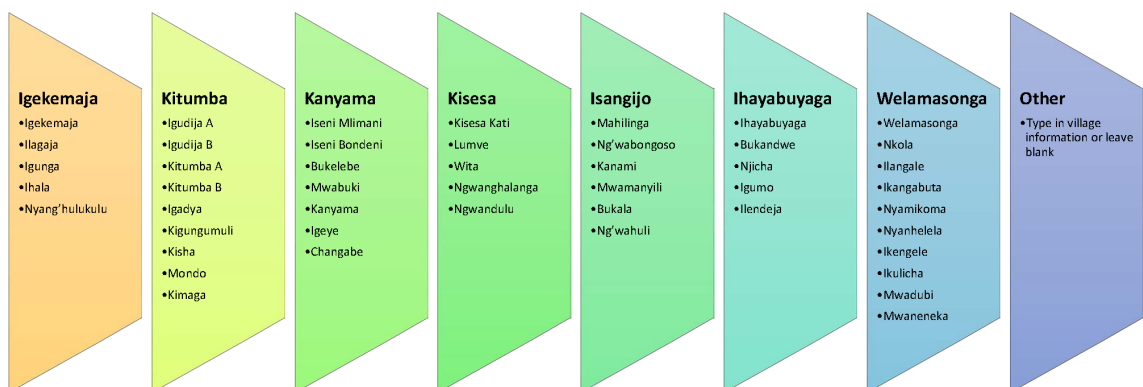 Igekemaja
•Igekemaja
•Ilagaja
•Igunga
•Ihala
•Nyang’hulukulu
Kitumba
•Igudija A
•Igudija B
•Kitumba A
•Kitumba B
•Igadya
•Kigungumuli
•Kisha
•Mondo
•Kimaga
Kanyama
•Iseni Mlimani
•Iseni Bondeni
•Bukelebe
•Mwabuki
•Kanyama
•Igeye
•Changabe
Kisesa
•Kisesa Kati
•Lumve
•Wita
•Ngwanghalanga
•Ngwandulu
Isangijo
•Mahilinga
•Ng’wabongoso
•Kanami
•Mwamanyili
•Bukala
•Ng’wahuli
Ihayabuyaga
•Ihayabuyaga
•Bukandwe
•Njicha
•Igumo
•Ilendeja
Welamasonga
•Welamasonga
•Nkola
•Ilangale
•Ikangabuta
•Nyamikoma
•Nyanhelela
•Ikengele
•Ikulicha
•Mwadubi
•Mwaneneka
Other
•Type in village
information or leave
blank